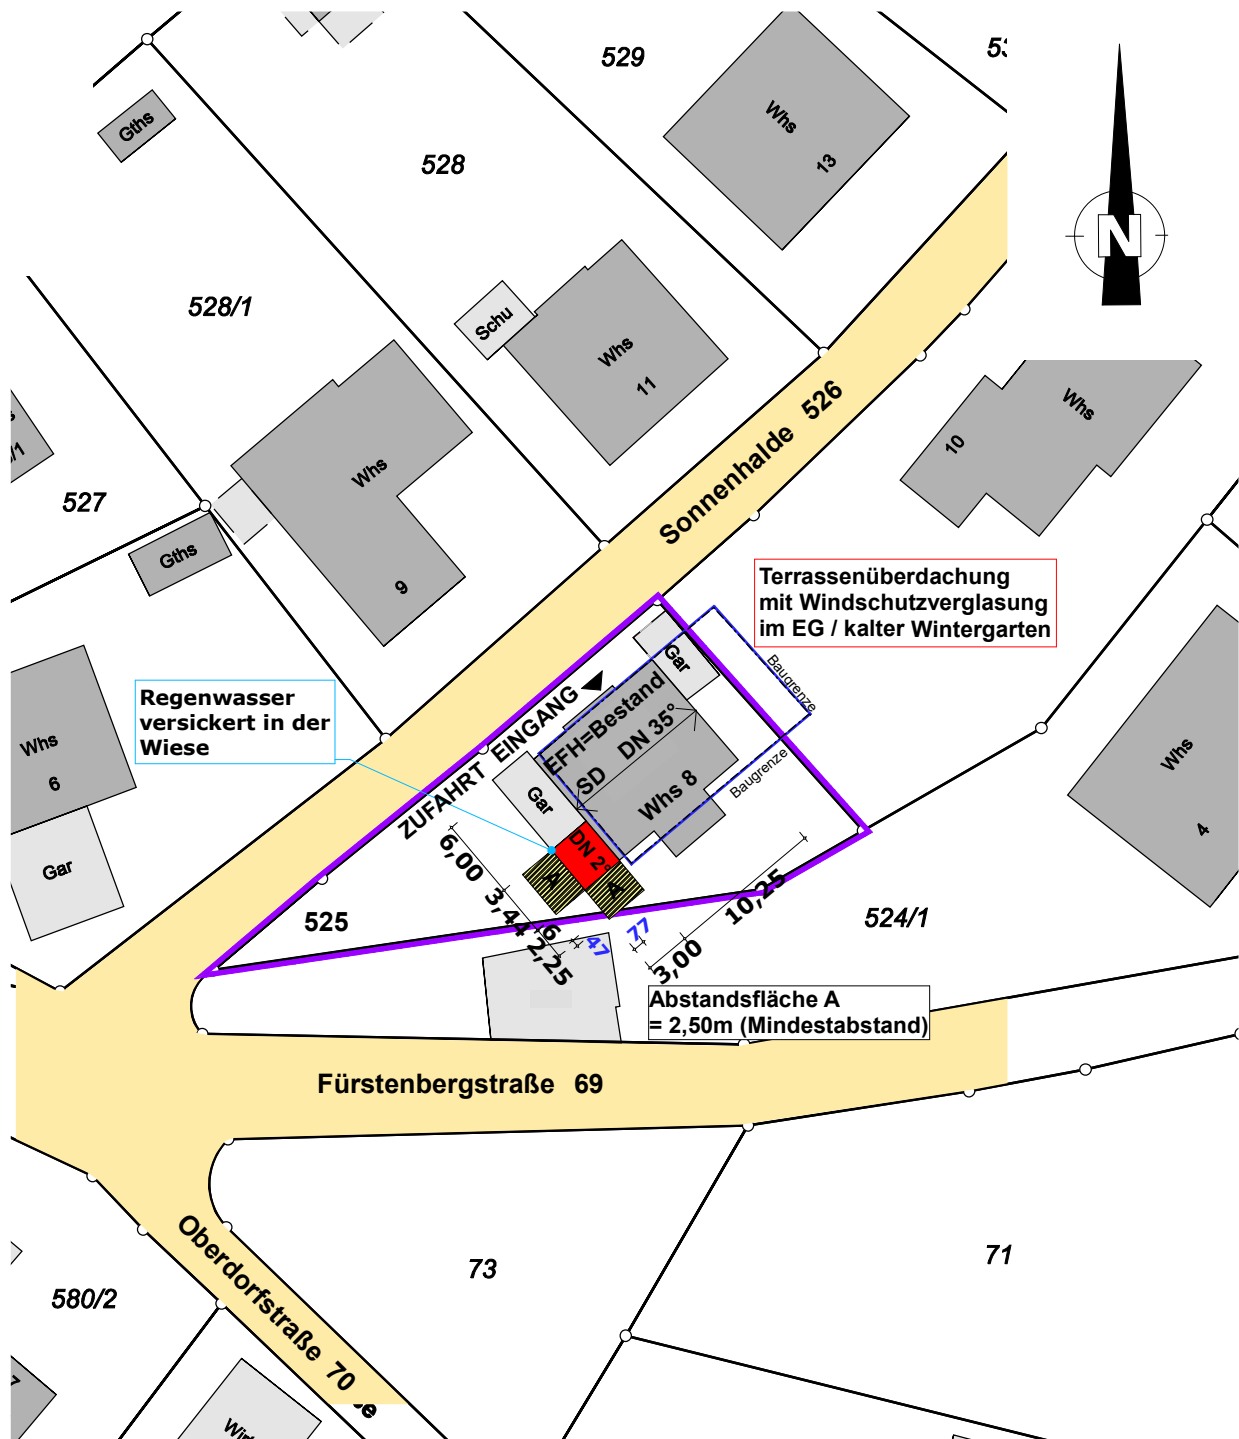 529
Gths
Whs
13
528
N
528/1
Schu
Whs
11
Whs
10
Sonnenhalde 526
527
Whs
9
Gths
Terrassenüberdachung
mit Windschutzverglasung
im EG / kalter Wintergarten
Regenwasser
versickert in der
Wiese
Gar
Baugrenze
Baugrenze
ZUFAHRT EINGANG
EFH=Bestand
SD DN 35°
Whs 8
Gar
DN 2°
A
A
Whs
6
Gar
Whs
4
6,00
3,44
2,25
6
47
77
3,00
10,25
525
524/1
Abstandsfläche A
= 2,50m (Mindestabstand)
Fürstenbergstraße 69
Oberdorfstraße 70
73
71
580/2
7
/1